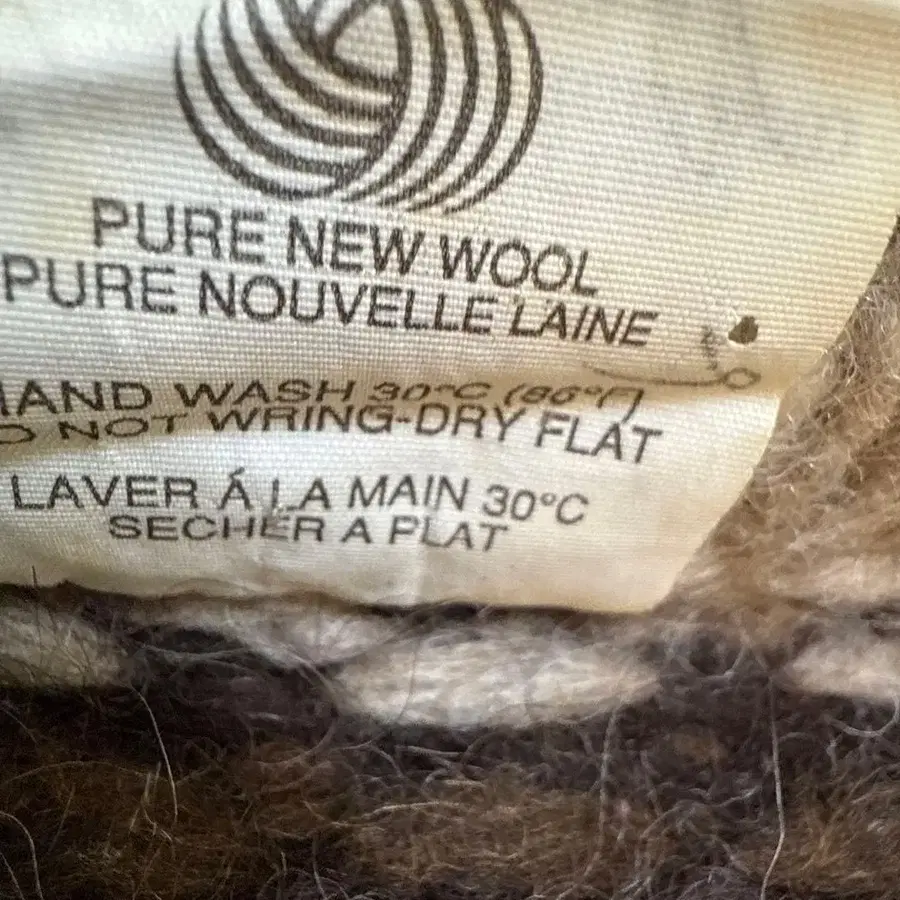 PURE NEW WOOL
PURE NOUVELLE LAINE
HAND WASH 30°C (86°F)
DO NOT WRING-DRY FLAT
LAVER Á LA MAIN 30°C
SECHER A PLAT